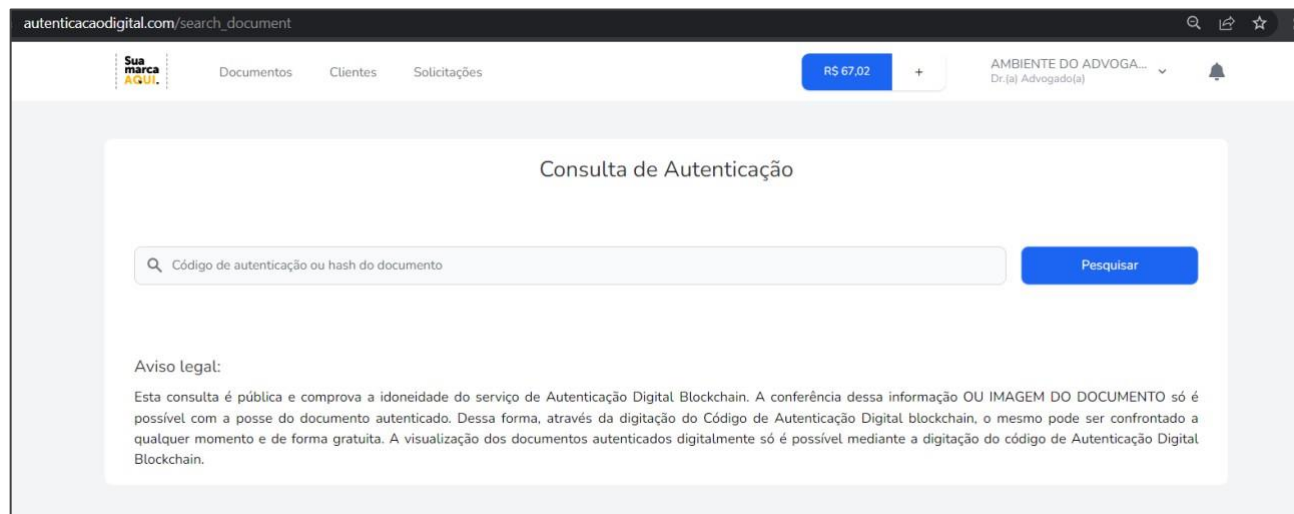 autenticacaodigital.com/search_document
Sua
marca
AQUI.
Documentos Clientes Solicitações R$ 67,02 + AMBIENTE DO ADVOGA...
Dr.(a) Advogado(a)
Consulta de Autenticação
Código de autenticação ou hash do documento Pesquisar
Aviso legal:
Esta consulta é pública e comprova a idoneidade do serviço de Autenticação Digital Blockchain. A conferência dessa informação OU IMAGEM DO DOCUMENTO só é
possível com a posse do documento autenticado. Dessa forma, através da digitação do Código de Autenticação Digital blockchain, o mesmo pode ser confrontado a
qualquer momento e de forma gratuita. A visualização dos documentos autenticados digitalmente só é possível mediante a digitação do código de Autenticação Digital
Blockchain.